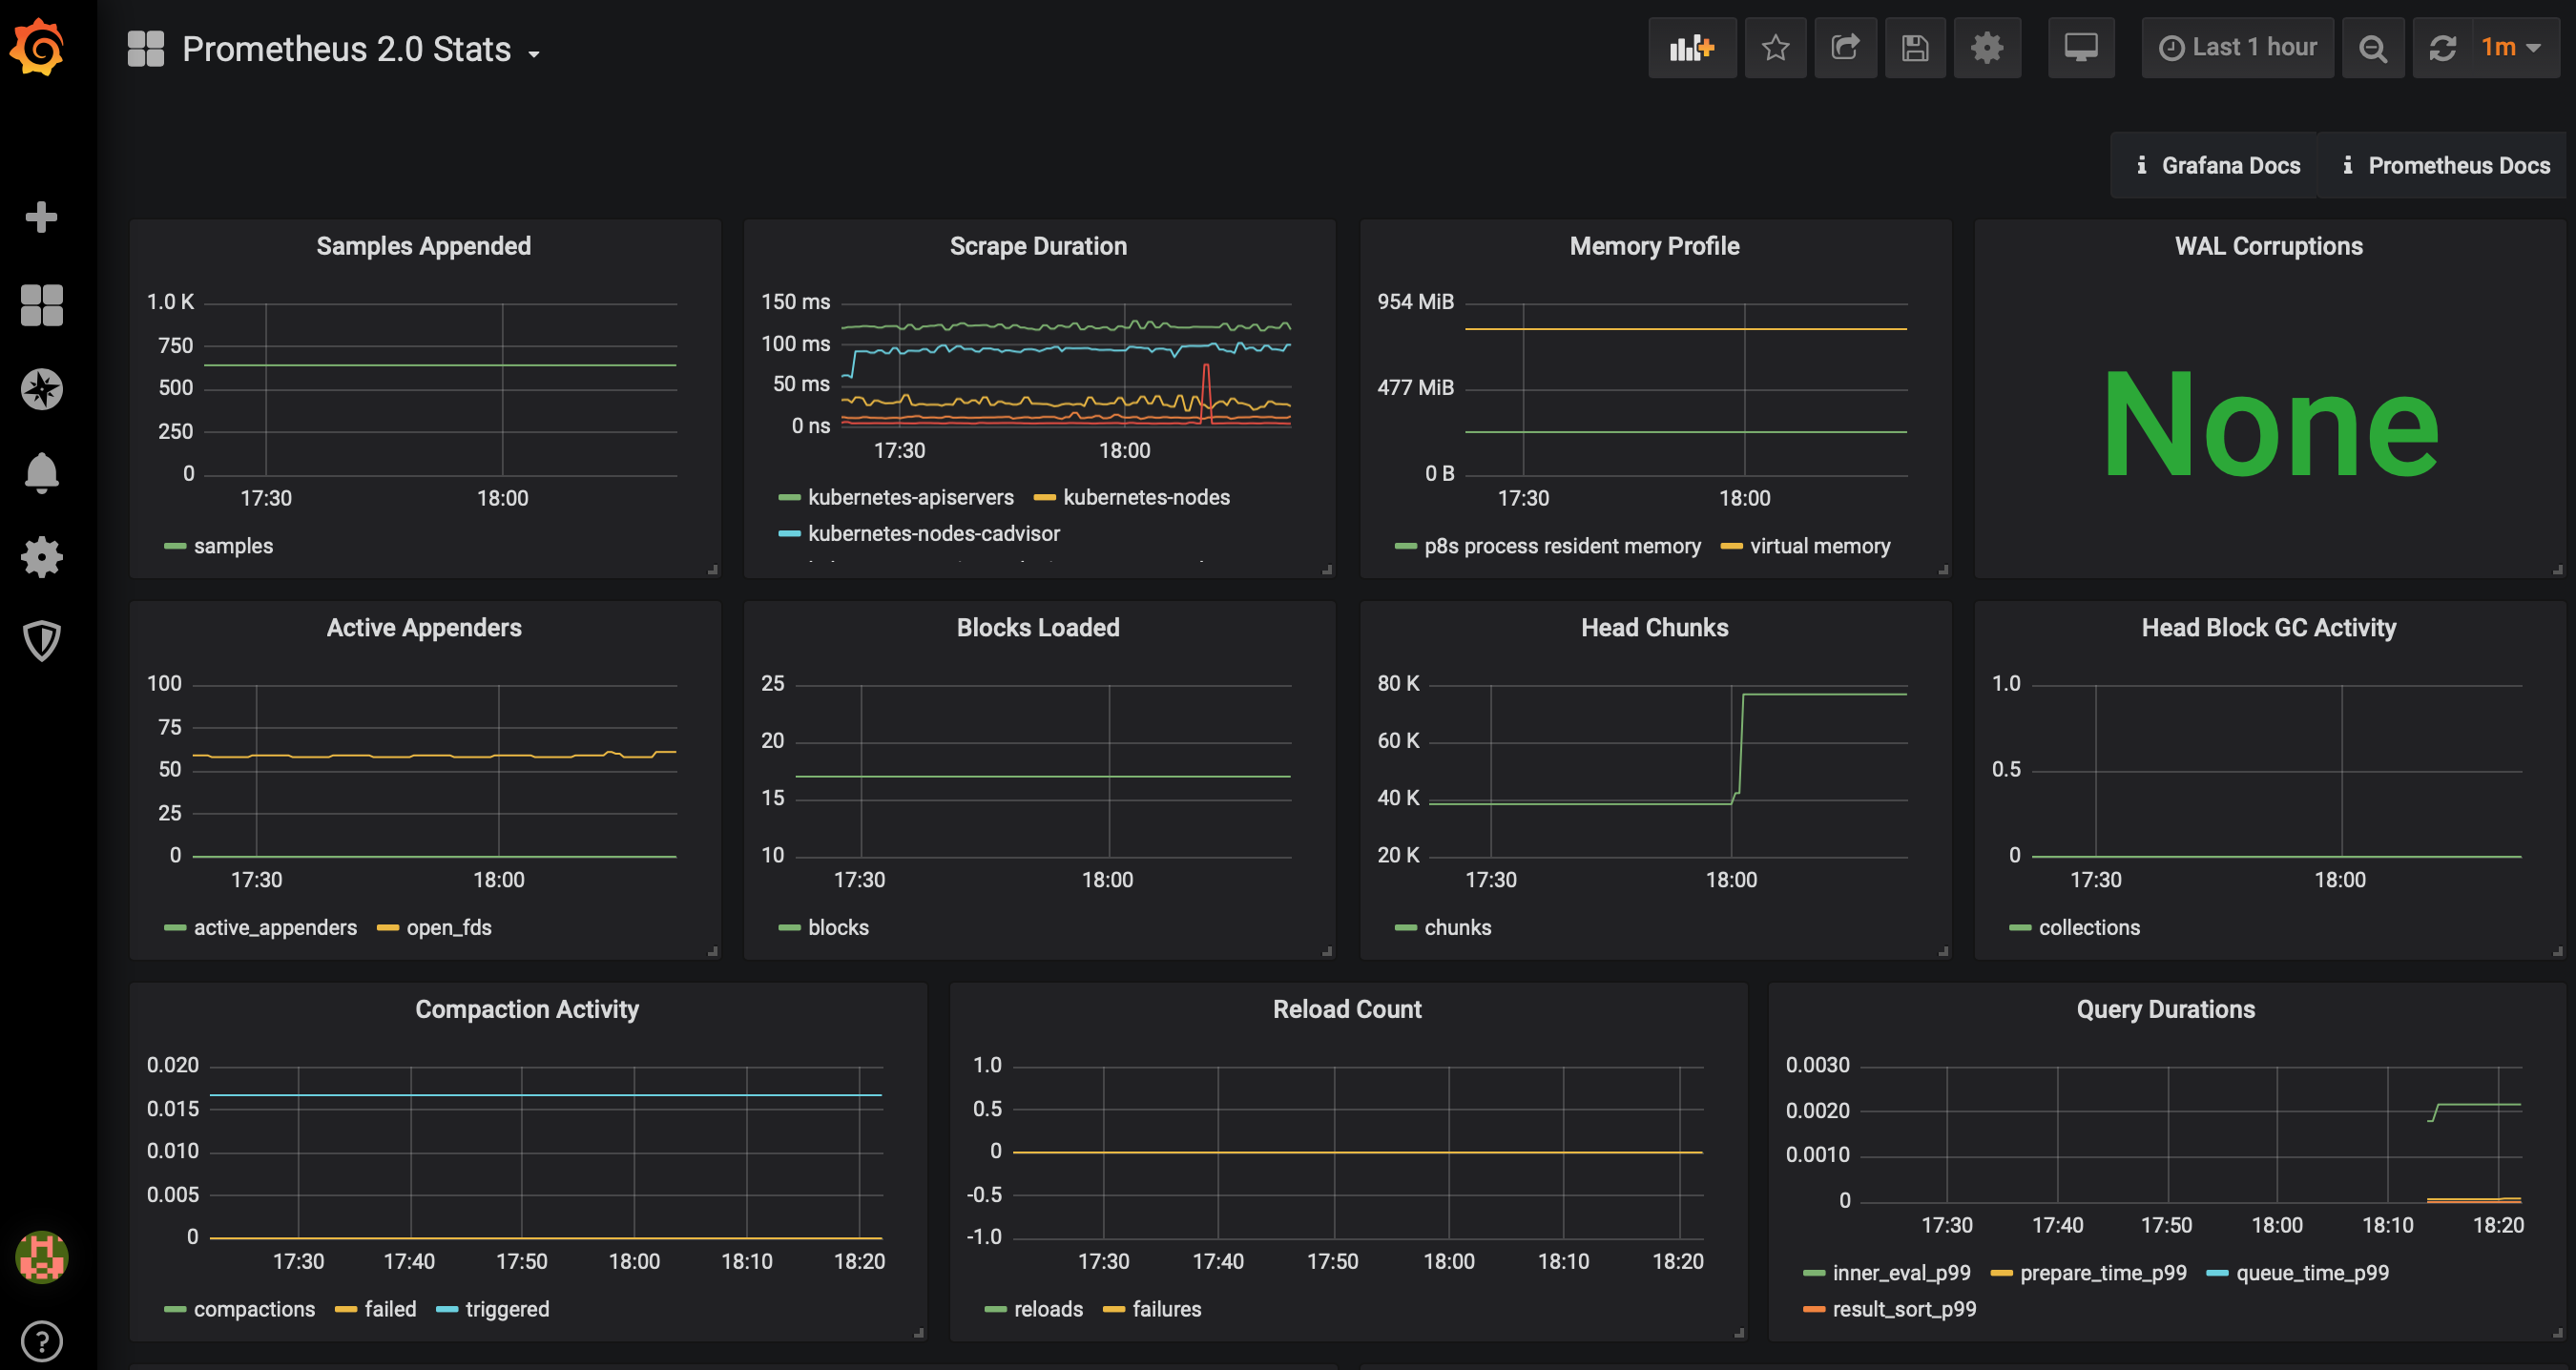 Prometheus 2.0 Stats
Last 1 hour
1m
Grafana Docs
Prometheus Docs
Samples Appended
1.0 K
750
500
250
0
17:30 18:00
samples
Scrape Duration
150 ms
100 ms
50 ms
0 ns
17:30 18:00
kubernetes-apiservers kubernetes-nodes
kubernetes-nodes-cadvisor
Memory Profile
954 MiB
477 MiB
0 B
17:30 18:00
p8s process resident memory virtual memory
WAL Corruptions
None
Active Appenders
100
75
50
25
0
17:30 18:00
active_appenders open_fds
Blocks Loaded
25
20
15
10
17:30 18:00
blocks
Head Chunks
80 K
60 K
40 K
20 K
17:30 18:00
chunks
Head Block GC Activity
1.0
0.5
0
17:30 18:00
collections
Compaction Activity
0.020
0.015
0.010
0.005
0
17:30 17:40 17:50 18:00 18:10 18:20
compactions failed triggered
Reload Count
1.0
0.5
0
-0.5
-1.0
17:30 17:40 17:50 18:00 18:10 18:20
reloads failures
Query Durations
0.0030
0.0020
0.0010
0
17:30 17:40 17:50 18:00 18:10 18:20
inner_eval_p99 prepare_time_p99 queue_time_p99
result_sort_p99